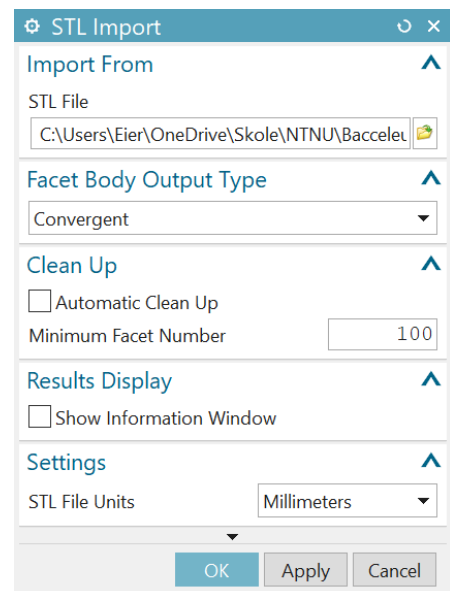 STL Import
Import From
STL File
C:\Users\Eier\OneDrive\Skole\NTNU\Bacceleu
Facet Body Output Type
Convergent
Clean Up
Automatic Clean Up
Minimum Facet Number 100
Results Display
Show Information Window
Settings
STL File Units Millimeters
OK Apply Cancel